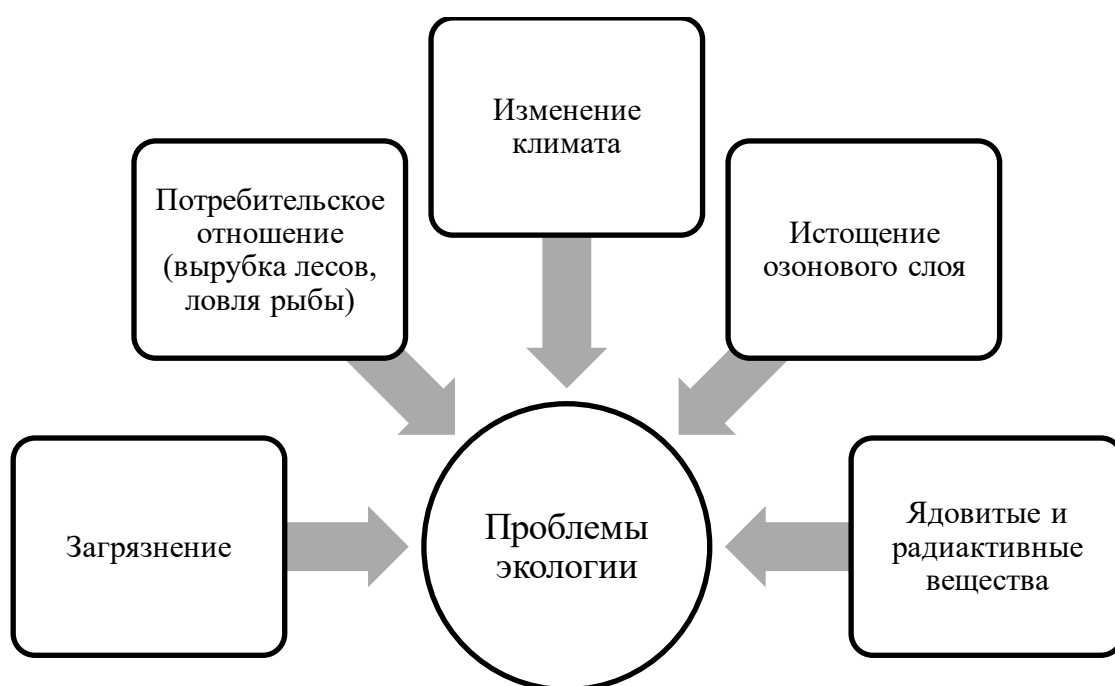 Изменение
климата
Потребительское
отношение
(вырубка лесов,
ловля рыбы)
Истощение
озонового слоя
Загрязнение
Проблемы
экологии
Ядовитые и
радиактивные
вещества